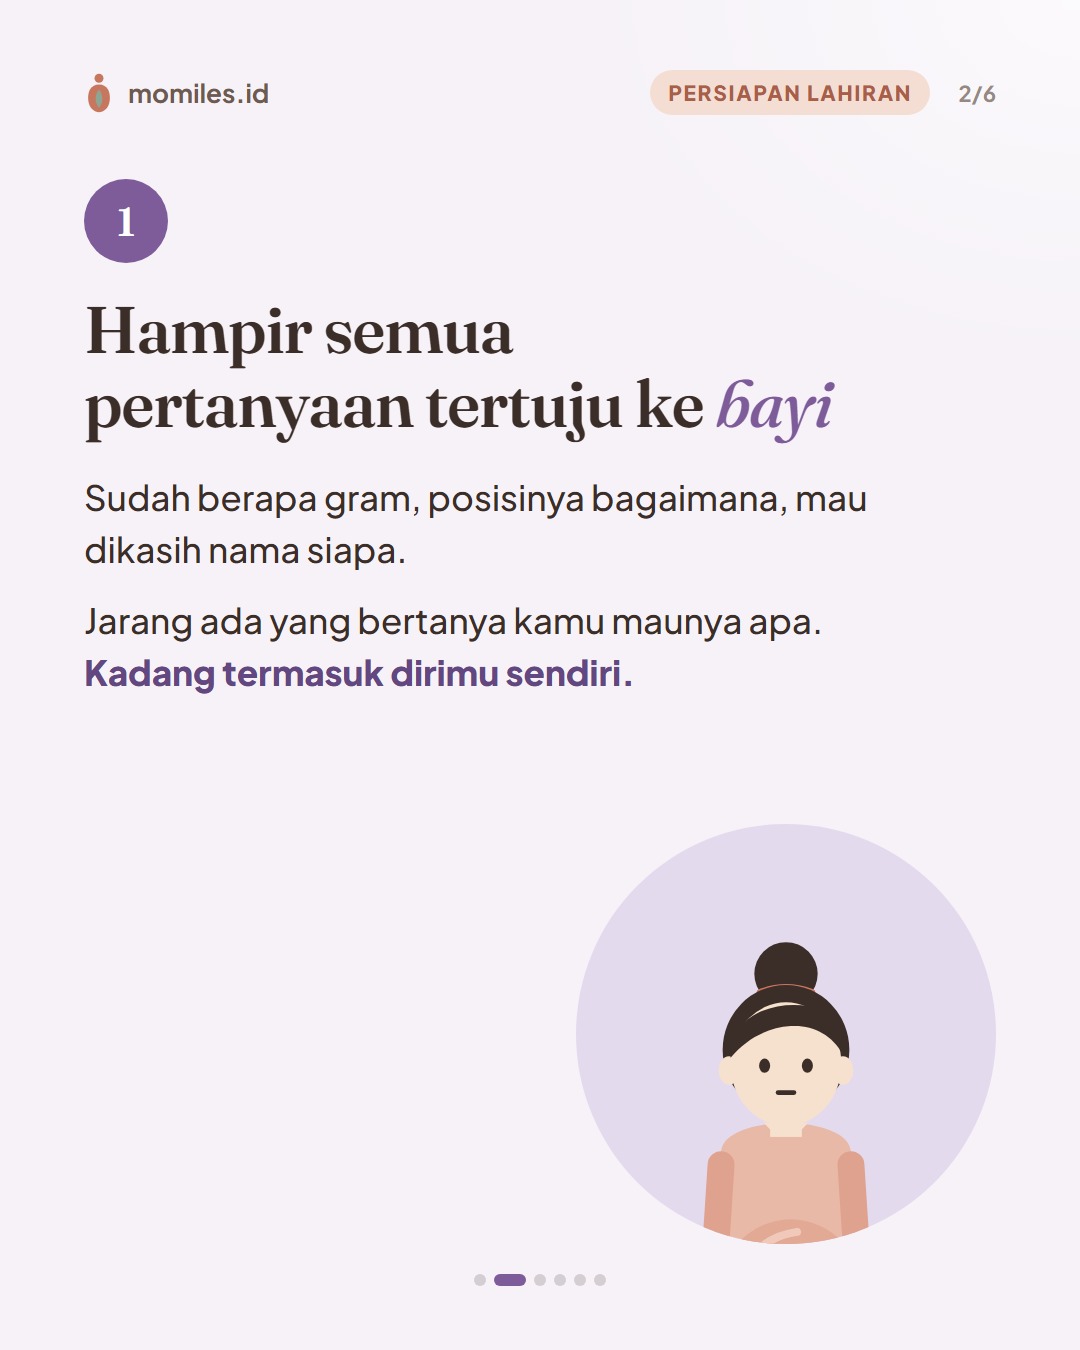 momiles.id
PERSIAPAN LAHIRAN
2/6
1
Hampir semua
pertanyaan tertuju ke bayi
Sudah berapa gram, posisinya bagaimana, mau
dikasih nama siapa.
Jarang ada yang bertanya kamu maunya apa.
Kadang termasuk dirimu sendiri.